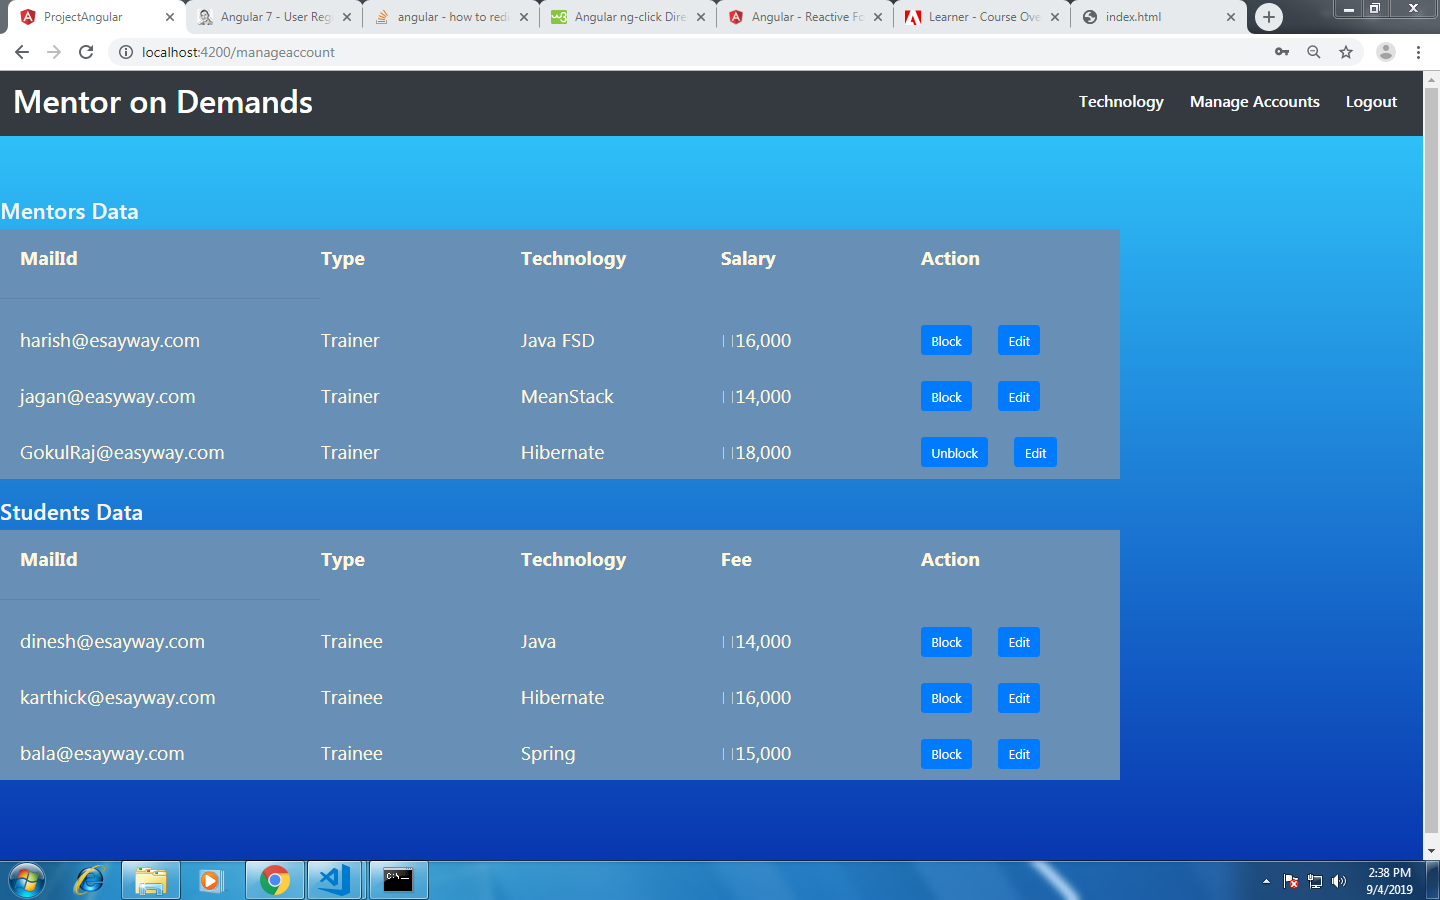 ProjectAngular
Angular 7 - User Reg
angular - how to redi
Angular ng-click Dire
Angular - Reactive Fo
Learner - Course Ove
index.html
localhost:4200/manageaccount
Mentor on Demands
Technology Manage Accounts Logout
Mentors Data
MailId Type Technology Salary Action
harish@esayway.com Trainer Java FSD 16,000 Block Edit
jagan@easyway.com Trainer MeanStack 14,000 Block Edit
GokulRaj@easyway.com Trainer Hibernate 18,000 Unblock Edit
Students Data
MailId Type Technology Fee Action
dinesh@esayway.com Trainee Java 14,000 Block Edit
karthick@esayway.com Trainee Hibernate 16,000 Block Edit
bala@esayway.com Trainee Spring 15,000 Block Edit
2:38 PM
9/4/2019